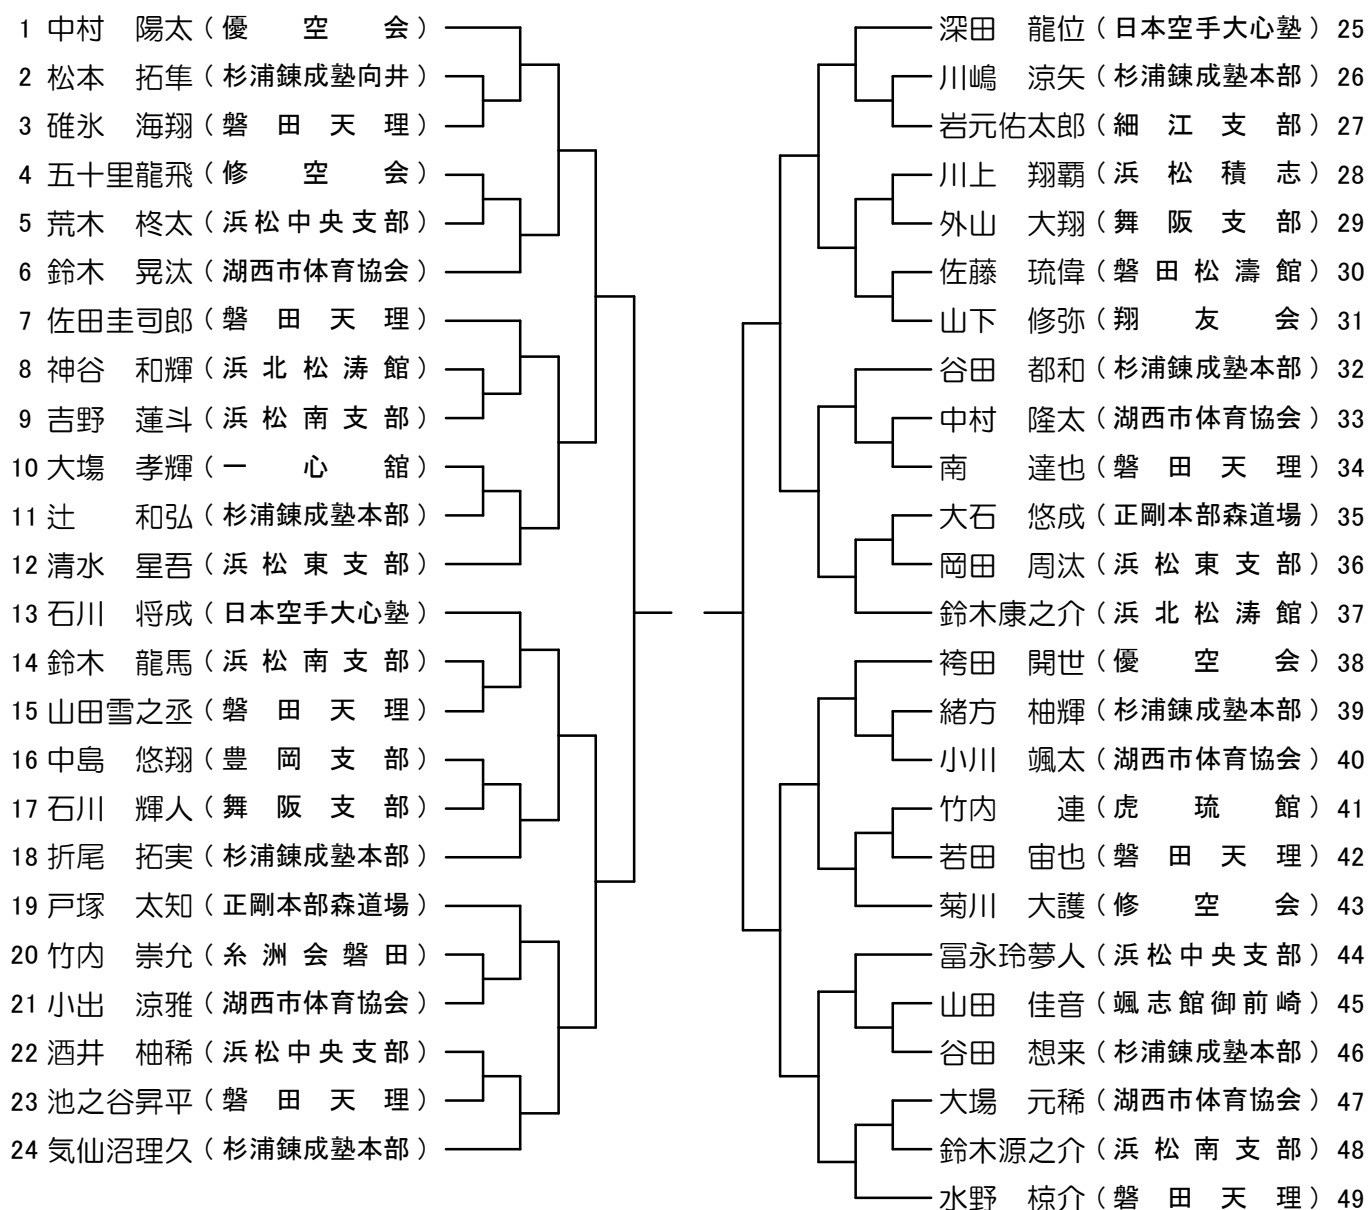 1 中村 陽太（優空会）
2 松本 拓隼（杉浦錬成塾向井）
3 碓氷 海翔（磐田天理）
4 五十里龍飛（修空会）
5 荒木 柊太（浜松中央支部）
6 鈴木 晃汰（湖西市体育協会）
7 佐田圭司郎（磐田天理）
8 神谷 和輝（浜北松涛館）
9 吉野 蓮斗（浜松南支部）
10 大塲 孝輝（一心舘）
11 辻 和弘（杉浦錬成塾本部）
12 清水 星吾（浜松東支部）
13 石川 将成（日本空手大心塾）
14 鈴木 龍馬（浜松南支部）
15 山田雪之丞（磐田天理）
16 中島 悠翔（豊岡支部）
17 石川 輝人（舞阪支部）
18 折尾 拓実（杉浦錬成塾本部）
19 戸塚 太知（正剛本部森道場）
20 竹内 崇允（糸洲会磐田）
21 小出 涼雅（湖西市体育協会）
22 酒井 柚稀（浜松中央支部）
23 池之谷昇平（磐田天理）
24 気仙沼理久（杉浦錬成塾本部）
深田 龍位（日本空手大心塾）25
川嶋 涼矢（杉浦錬成塾本部）26
岩元佑太郎（細江支部）27
川上 翔覇（浜松積志）28
外山 大翔（舞阪支部）29
佐藤 琉偉（磐田松濤館）30
山下 修弥（翔友会）31
谷田 都和（杉浦錬成塾本部）32
中村 隆太（湖西市体育協会）33
南 達也（磐田天理）34
大石 悠成（正剛本部森道場）35
岡田 周汰（浜松東支部）36
鈴木康之介（浜北松涛館）37
袴田 開世（優空会）38
緒方 柚輝（杉浦錬成塾本部）39
小川 颯太（湖西市体育協会）40
竹内 連（虎琉館）41
若田 宙也（磐田天理）42
菊川 大護（修空会）43
冨永玲夢人（浜松中央支部）44
山田 佳音（颯志館御前崎）45
谷田 想来（杉浦錬成塾本部）46
大場 元稀（湖西市体育協会）47
鈴木源之介（浜松南支部）48
水野 椋介（磐田天理）49